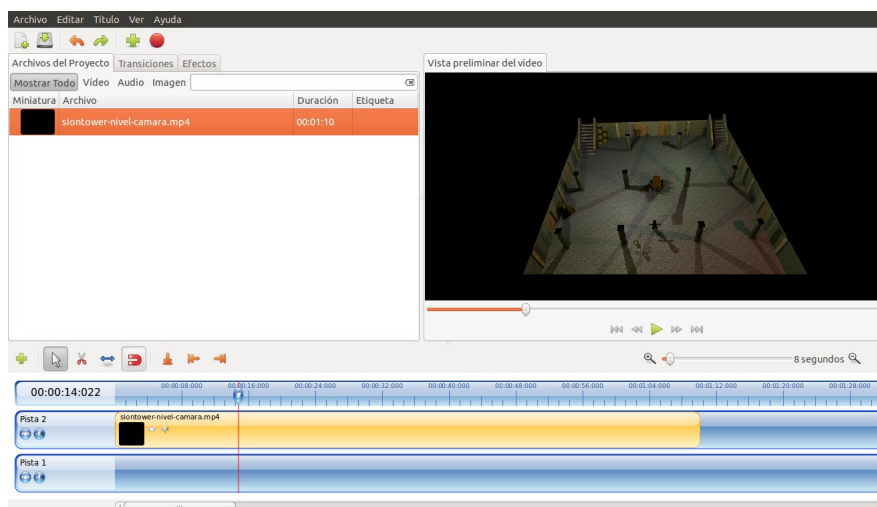 Archivo Editar Titulo Ver Ayuda
Archivos del Proyecto Transiciones Efectos
Vista preliminar del vídeo
Mostrar Todo Vídeo Audio Imagen
Miniatura Archivo Duración Etiqueta
siontower-nivel-camara.mp4 00:01:10
8 segundos
00:00:14:022
00:00:08:000 00:00:16:000 00:00:24:000 00:00:32:000 00:00:40:000 00:00:48:000 00:00:56:000 00:01:04:000 00:01:12:000 00:01:20:000 00:01:28:000
Pista 2
siontower-nivel-camara.mp4
Pista 1